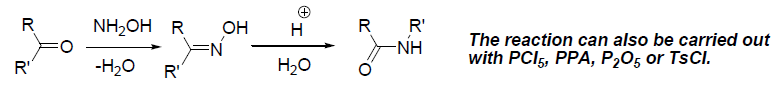 R
R'
O
NH₂OH
-H₂O
R
R'
N
OH
⊕
H
H₂O
R
O
NH
R'
The reaction can also be carried out
with PCl₅, PPA, P₂O₅ or TsCl.